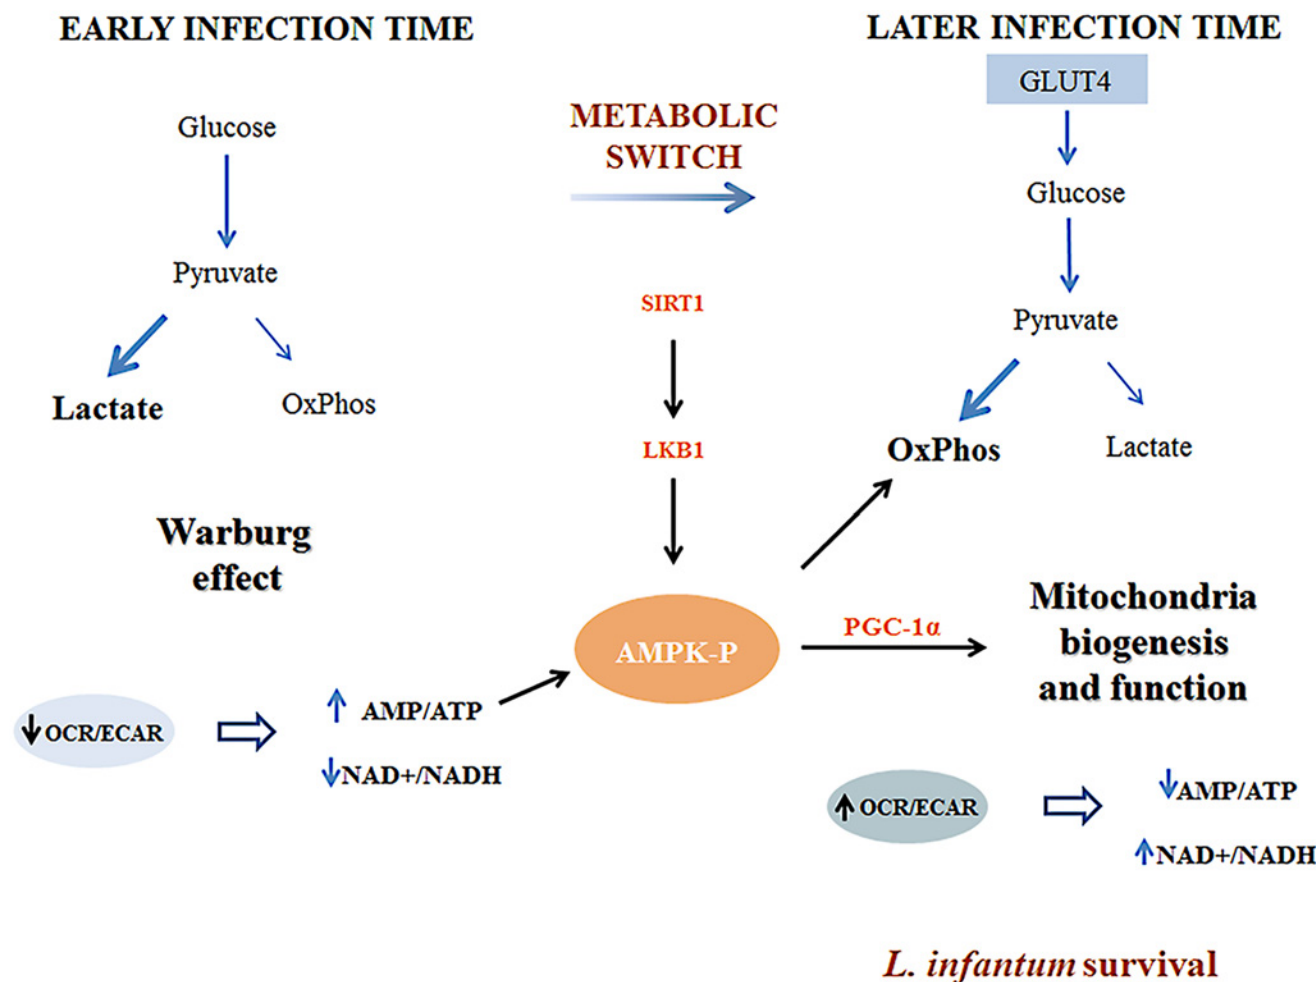 EARLY INFECTION TIME
Glucose
Pyruvate
Lactate
OxPhos
Warburg
effect
OCR/ECAR
AMP/ATP
NAD+/NADH
METABOLIC
SWITCH
SIRT1
LKB1
AMPK-P
PGC-1α
LATER INFECTION TIME
GLUT4
Glucose
Pyruvate
OxPhos
Lactate
Mitochondria
biogenesis
and function
OCR/ECAR
AMP/ATP
NAD+/NADH
L. infantum survival